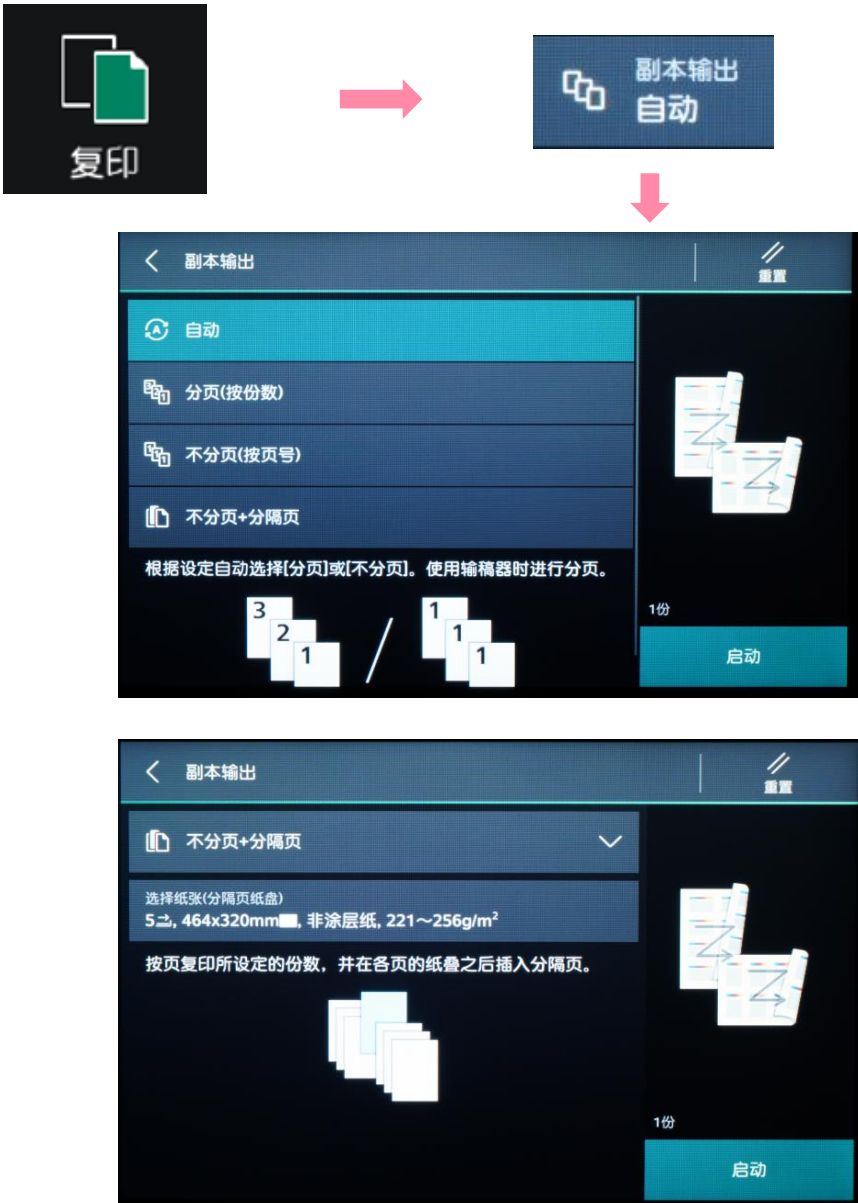 复印
副本输出
自动
副本输出
重置
自动
分页(按份数)
不分页(按页号)
不分页+分隔页
根据设定自动选择[分页]或[不分页]。使用输稿器时进行分页。
3
2
1
1
1
1
1份
启动
副本输出
重置
不分页+分隔页
选择纸张(分隔页纸盘)
5, 464x320mm, 非涂层纸, 221～256g/m²
按页复印所设定的份数，并在各页的纸叠之后插入分隔页。
1份
启动